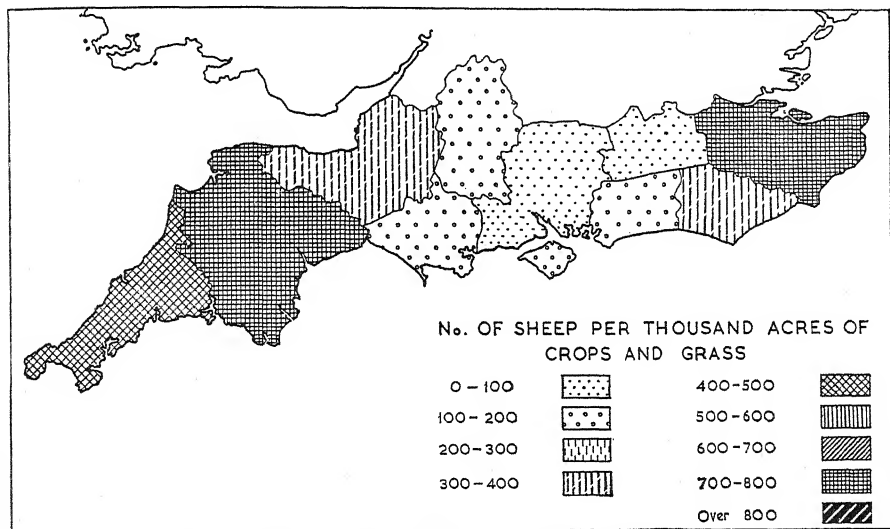 No. OF SHEEP PER THOUSAND ACRES OF
CROPS AND GRASS
0-100
100-200
200-300
300-400
400-500
500-600
600-700
700-800
Over 800